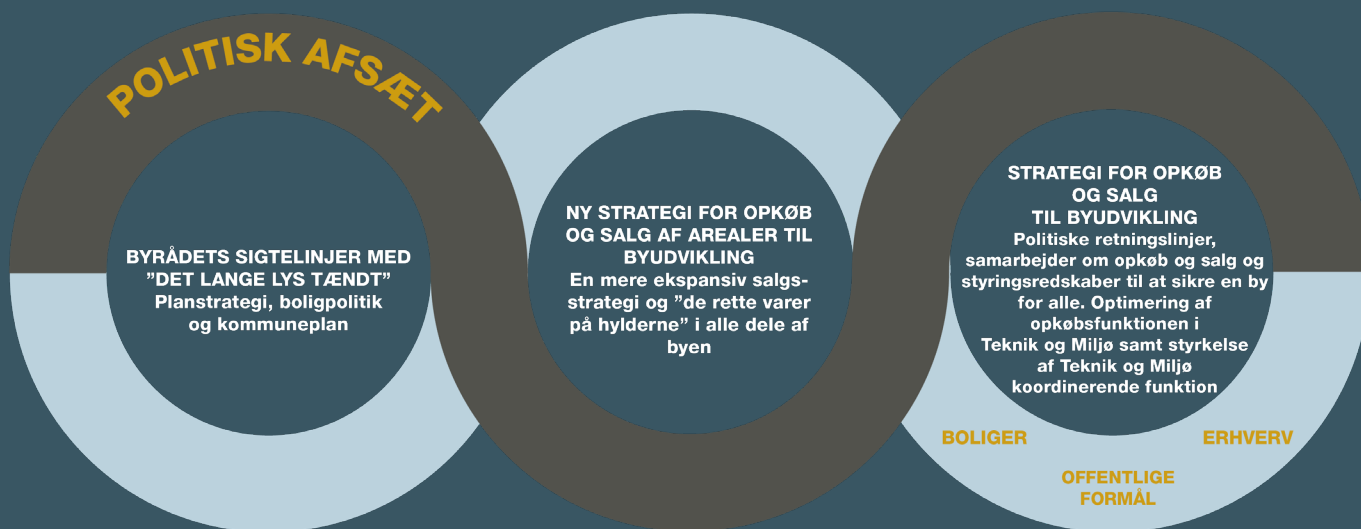 POLITISK AFSÆT
BYRÅDETS SIGTELINJER MED
”DET LANGE LYS TÆNDT”
Planstrategi, boligpolitik
og kommuneplan
NY STRATEGI FOR OPKØB
OG SALG AF AREALER TIL
BYUDVIKLING
En mere ekspansiv salgs-
strategi og ”de rette varer
på hylderne” i alle dele af
byen
STRATEGI FOR OPKØB
OG SALG
TIL BYUDVIKLING
Politiske retningslinjer,
samarbejder om opkøb og salg og
styringsredskaber til at sikre en by
for alle. Optimering af
opkøbsfunktionen i
Teknik og Miljø samt styrkelse
af Teknik og Miljø
koordinerende funktion
BOLIGER
ERHVERV
OFFENTLIGE
FORMÅL